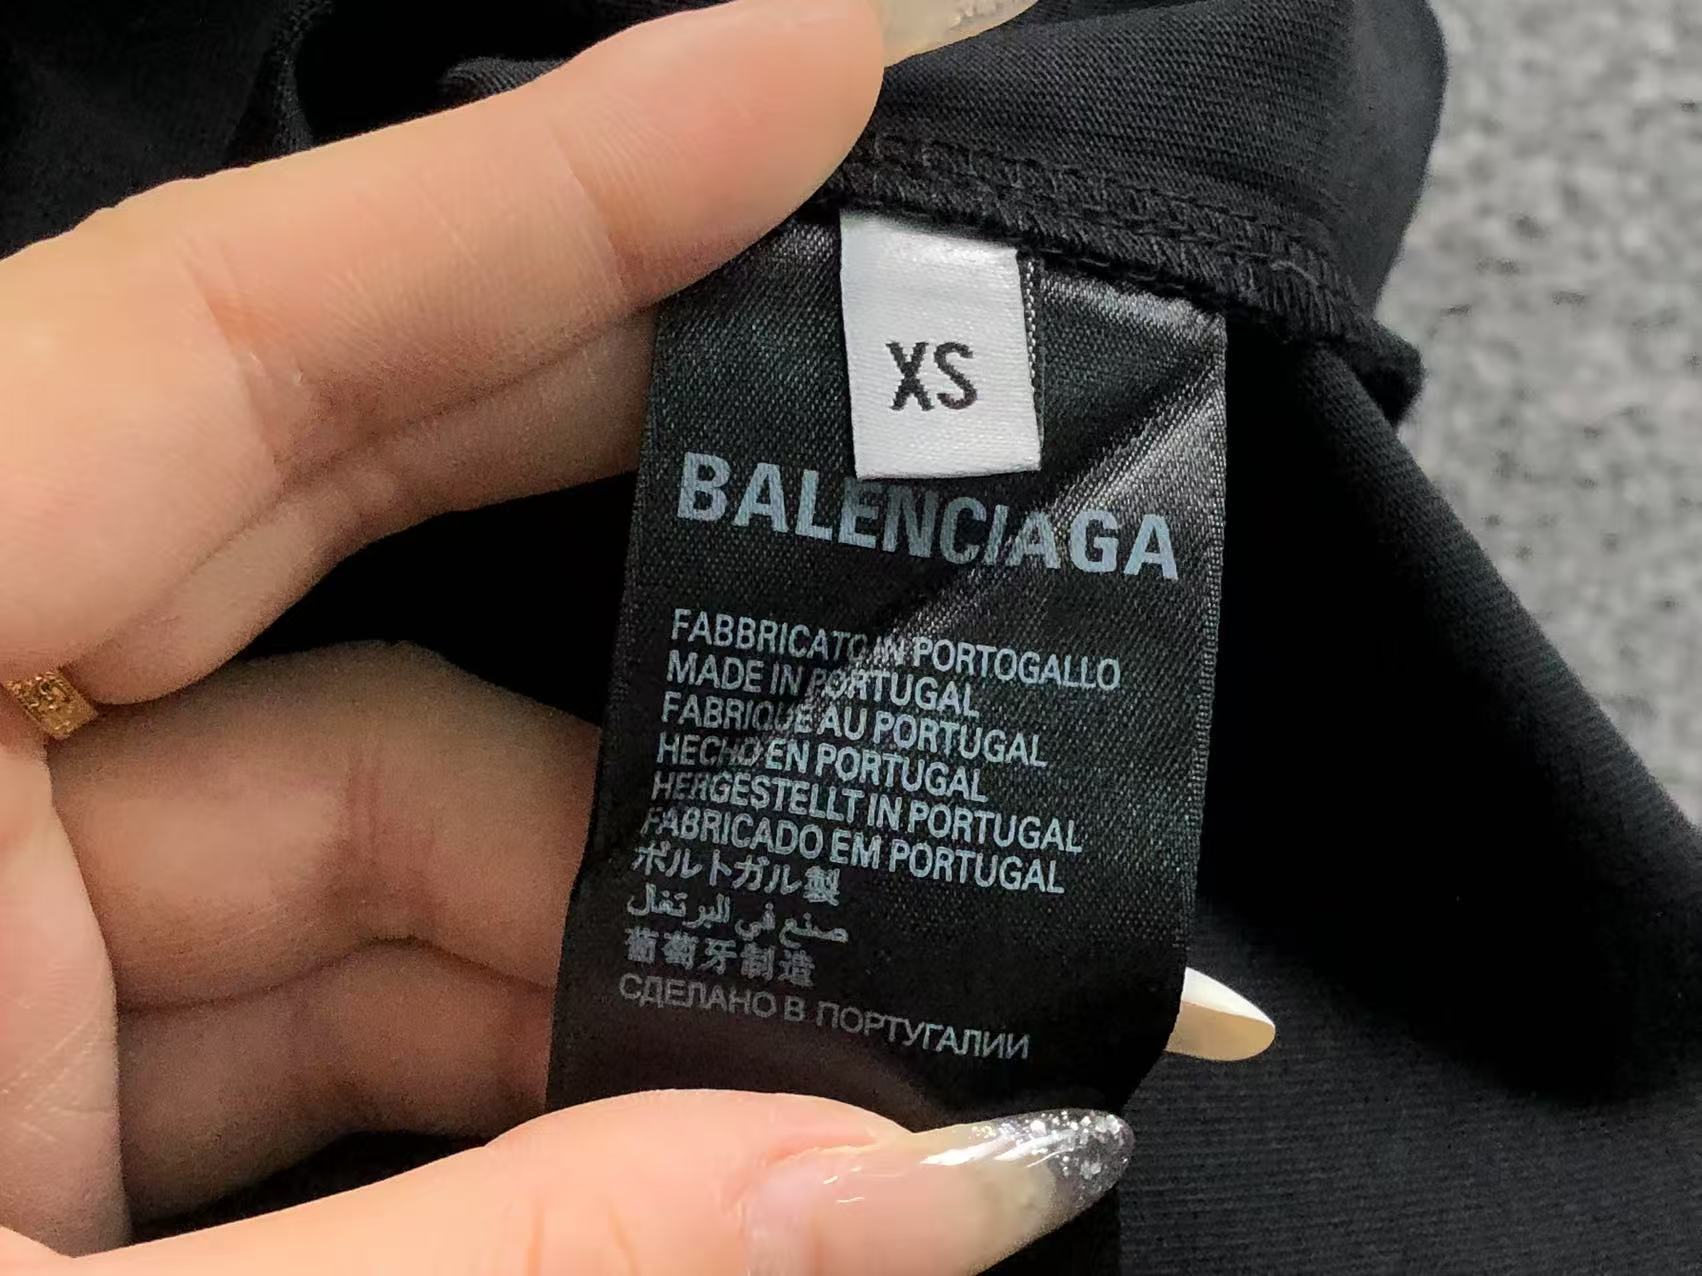 XS
BALENCIAGA
FABBRICATO IN PORTOGALLO
MADE IN PORTUGAL
FABRIQUE AU PORTUGAL
HECHO EN PORTUGAL
HERGESTELLT IN PORTUGAL
FABRICADO EM PORTUGAL
ポルトガル製
صنع في البرتغال
葡萄牙制造
СДЕЛАНО В ПОРТУГАЛИИ